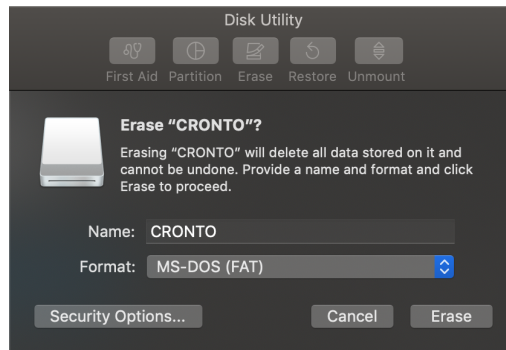 Disk Utility
First Aid Partition Erase Restore Unmount
Erase “CRONTO”?
Erasing “CRONTO” will delete all data stored on it and
cannot be undone. Provide a name and format and click
Erase to proceed.
Name: CRONTO
Format: MS-DOS (FAT)
Security Options... Cancel Erase